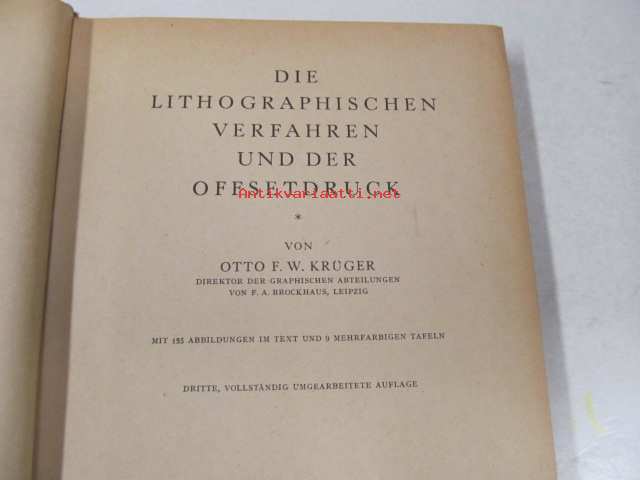 DIE
LITHOGRAPHISCHEN
VERFAHREN
UND DER
OFFSETDRUCK
Antikvariaatti.net
*
VON
OTTO F. W. KRÜGER
DIREKTOR DER GRAPHISCHEN ABTEILUNGEN
VON F. A. BROCKHAUS, LEIPZIG
MIT 155 ABBILDUNGEN IM TEXT UND 9 MEHRFARBIGEN TAFELN
DRITTE, VOLLSTÄNDIG UMGEARBEITETE AUFLAGE